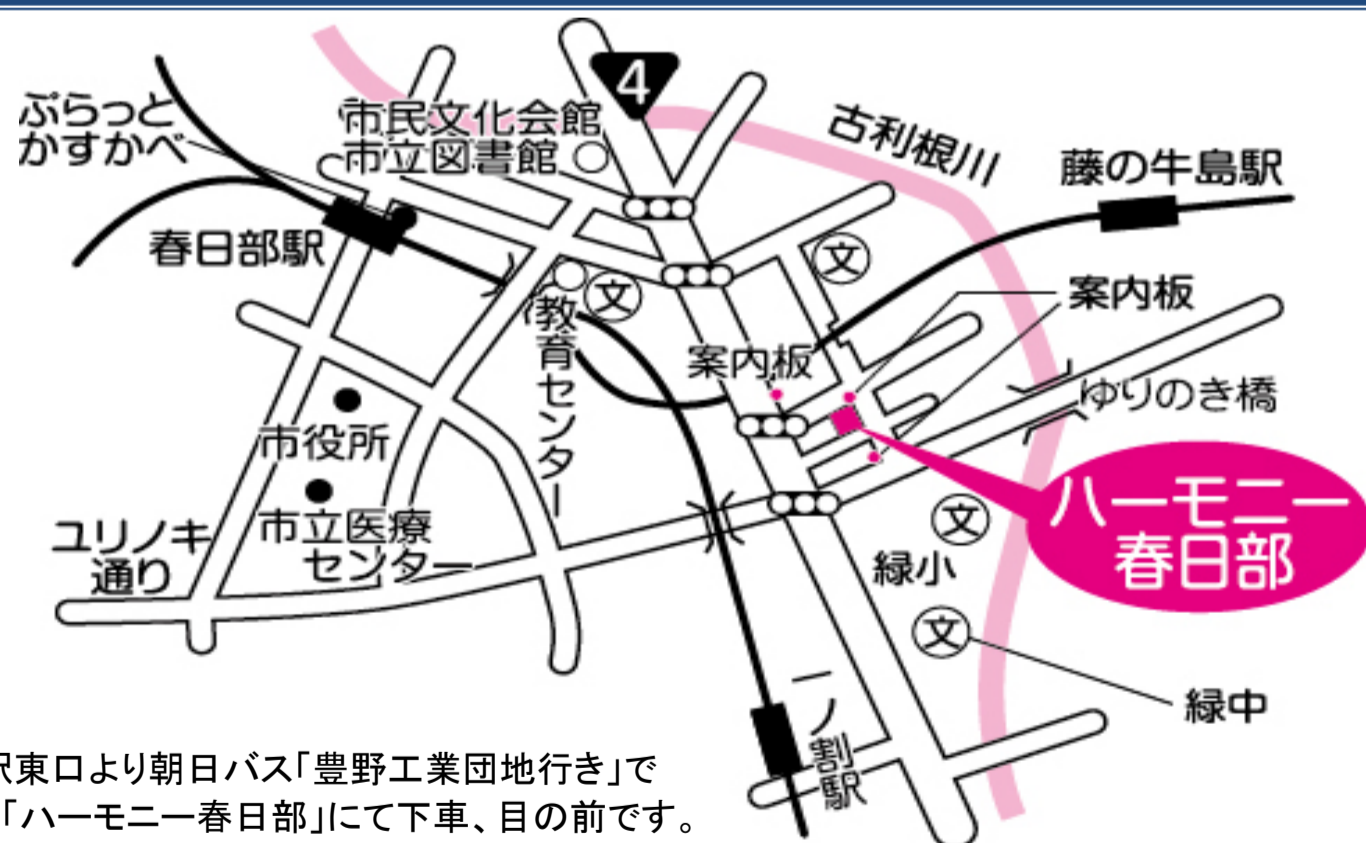 4
ぷらっと
かすかべ
市民文化会館
市立図書館
古利根川
藤の牛島駅
春日部駅
文
文
案内板
教育センター
案内板
ゆりのき橋
市役所
ハーモニー
春日部
市立医療
センター
ユリノキ
通り
文
緑小
文
緑中
一ノ割駅
駅東口より朝日バス「豊野工業団地行き」で
「ハーモニー春日部」にて下車、目の前です。